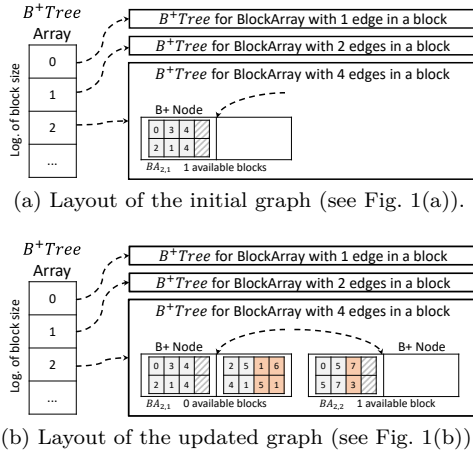 B⁺Tree
Array
B⁺Tree for BlockArray with 1 edge in a block
0
B⁺Tree for BlockArray with 2 edges in a block
1
B⁺Tree for BlockArray with 4 edges in a block
2
...
Log. of block size
B+ Node
0 3 4
2 1 4
BA₂,₁ 1 available blocks
(a) Layout of the initial graph (see Fig. 1(a)).
B⁺Tree
Array
B⁺Tree for BlockArray with 1 edge in a block
0
B⁺Tree for BlockArray with 2 edges in a block
1
B⁺Tree for BlockArray with 4 edges in a block
2
...
Log. of block size
B+ Node B+ Node
0 3 4 2 5 1 6 0 5 7
2 1 4 4 1 5 1 5 7 3
BA₂,₁ 0 available blocks BA₂,₂ 1 available block
(b) Layout of the updated graph (see Fig. 1(b))